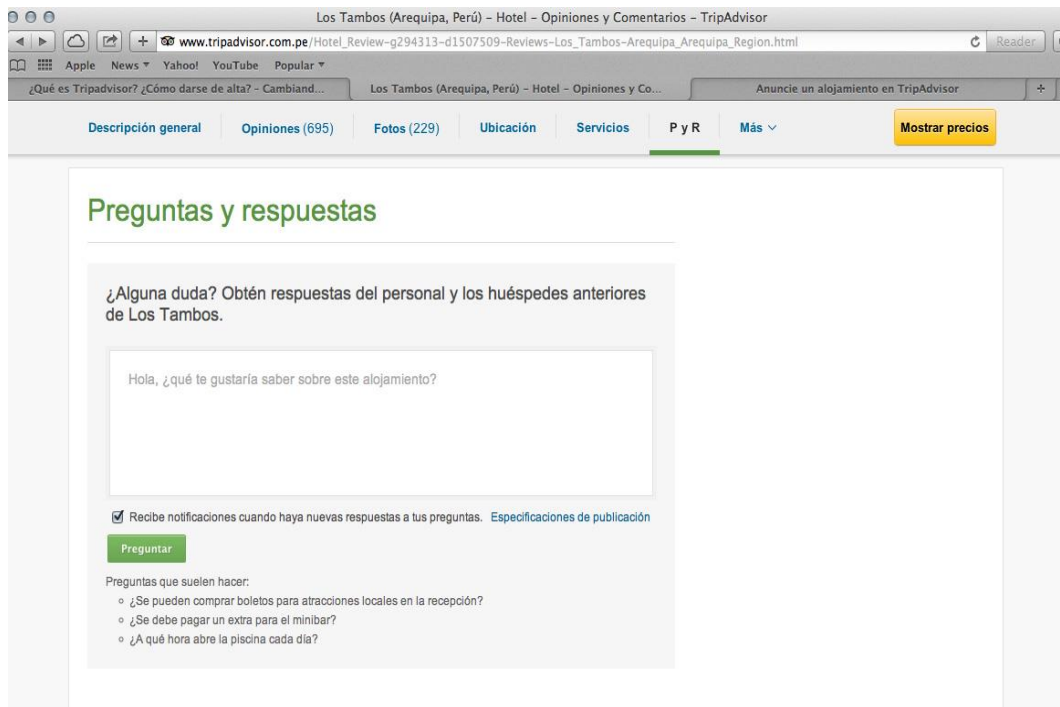 Los Tambos (Arequipa, Perú) – Hotel – Opiniones y Comentarios – TripAdvisor
www.tripadvisor.com.pe/Hotel_Review-g294313-d1507509-Reviews-Los_Tambos-Arequipa_Arequipa_Region.html
Reader
Apple News Yahoo! YouTube Popular
¿Qué es Tripadvisor? ¿Cómo darse de alta? – Cambiand... Los Tambos (Arequipa, Perú) – Hotel – Opiniones y Co... Anuncie un alojamiento en TripAdvisor
Descripción general Opiniones (695) Fotos (229) Ubicación Servicios P y R Más Mostrar precios
Preguntas y respuestas
¿Alguna duda? Obtén respuestas del personal y los huéspedes anteriores
de Los Tambos.
Hola, ¿qué te gustaría saber sobre este alojamiento?
Recibe notificaciones cuando haya nuevas respuestas a tus preguntas. Especificaciones de publicación
Preguntar
Preguntas que suelen hacer:
¿Se pueden comprar boletos para atracciones locales en la recepción?
¿Se debe pagar un extra para el minibar?
¿A qué hora abre la piscina cada día?